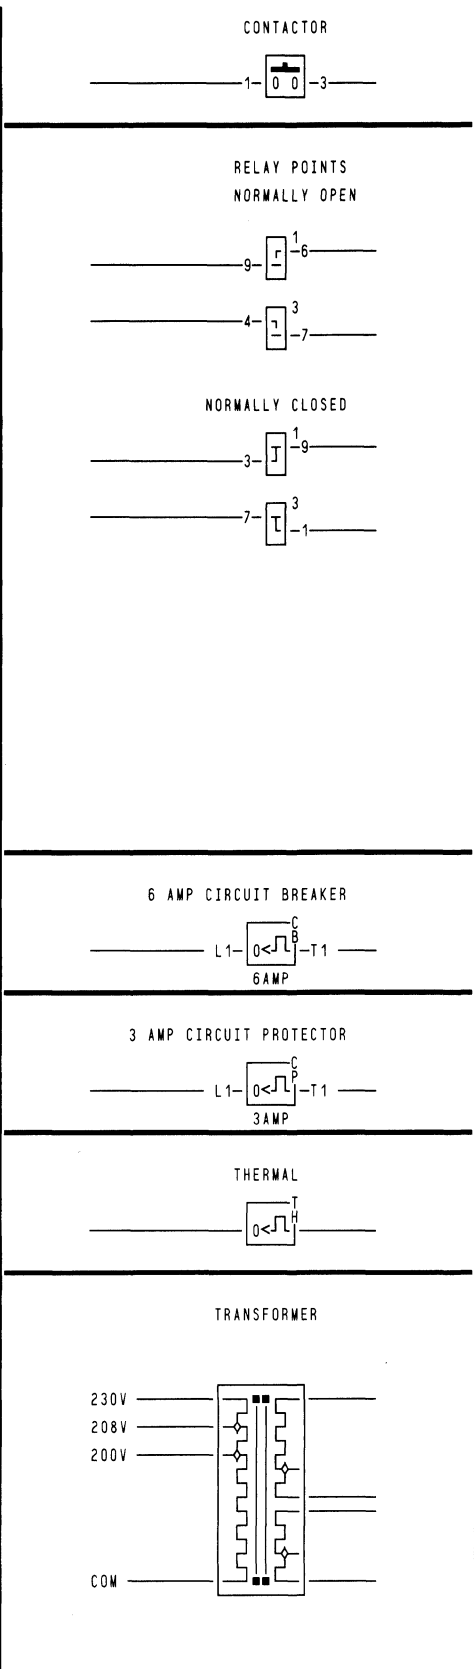 CONTACTOR
1 0 0 3
RELAY POINTS
NORMALLY OPEN
1
9 6
3
4 7
NORMALLY CLOSED
1
3 9
3
7 1
6 AMP CIRCUIT BREAKER
C
B
L1 0< T1
6AMP
3 AMP CIRCUIT PROTECTOR
C
P
L1 0< T1
3AMP
THERMAL
T
H
0<
TRANSFORMER
230V
208V
200V
COM